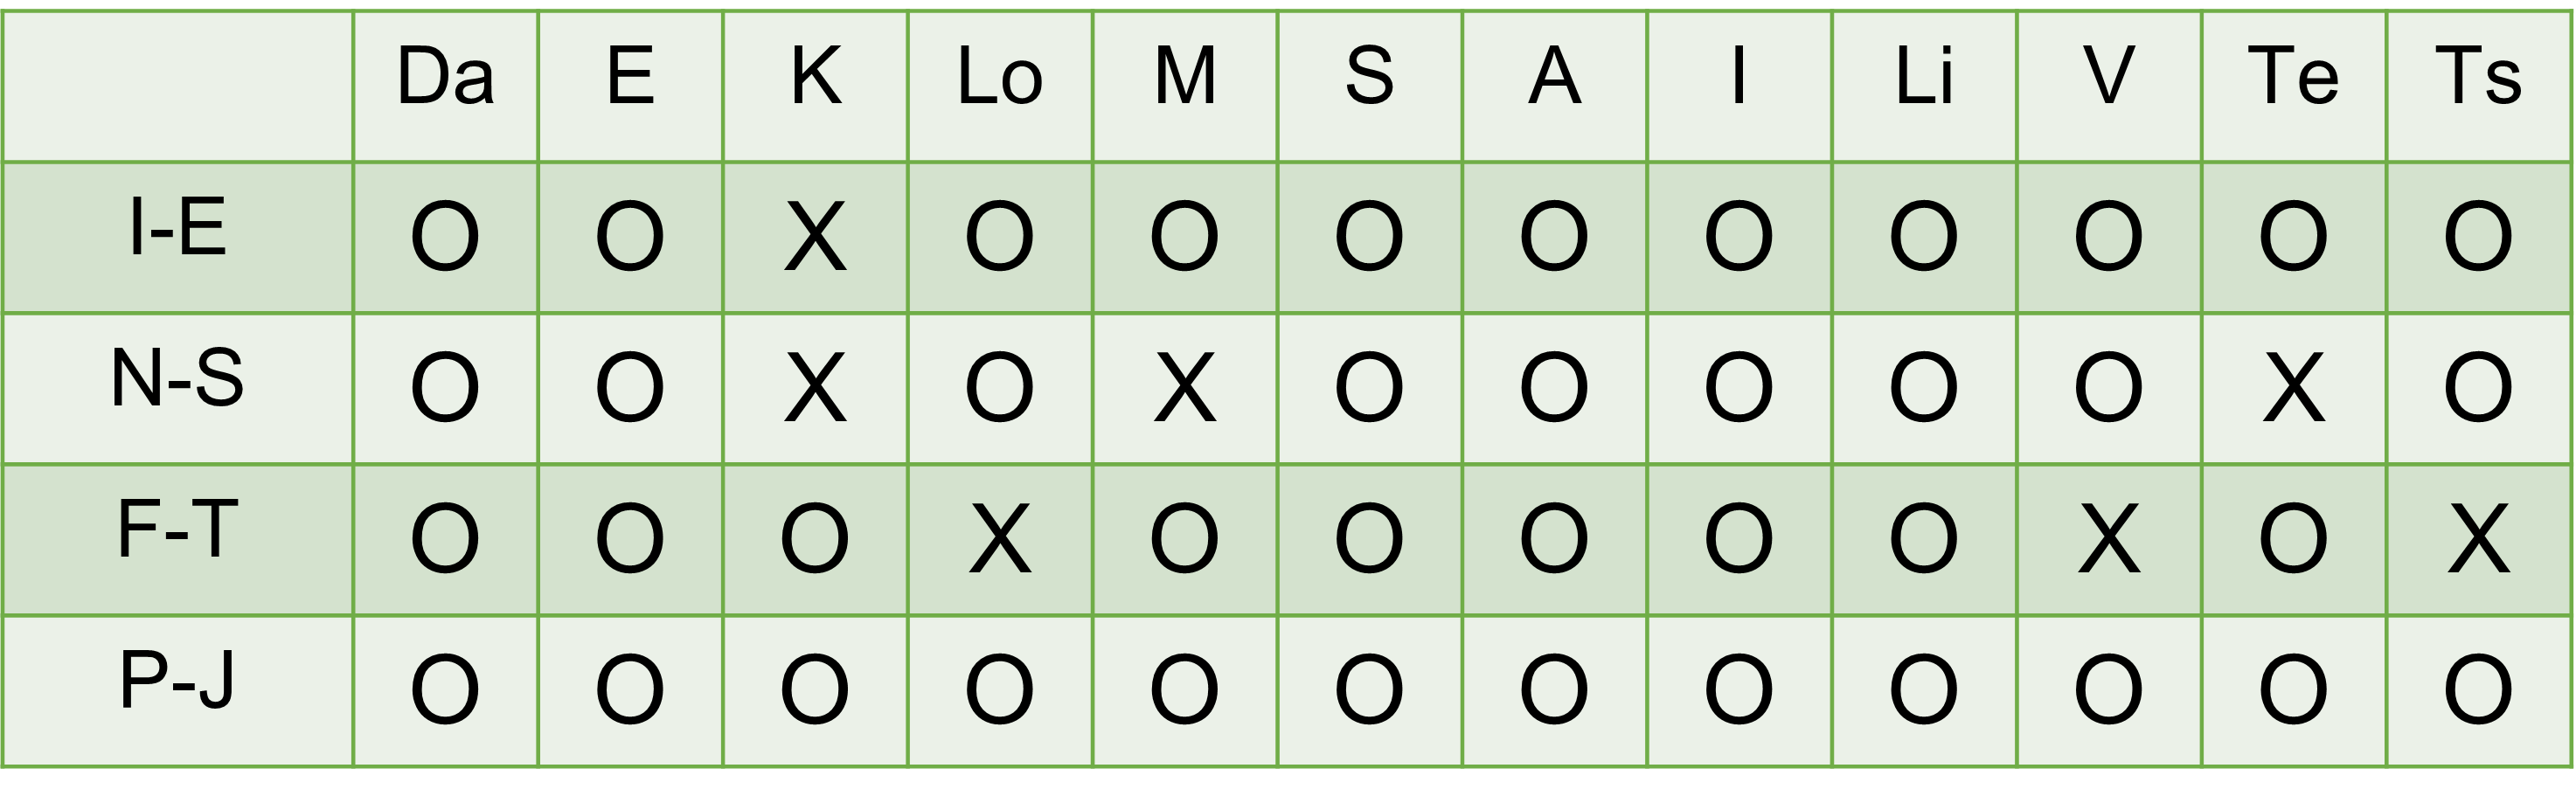 Da E K Lo M S A I Li V Te Ts
I-E O O X O O O O O O O O O
N-S O O X O X O O O O O X O
F-T O O O X O O O O O X O X
P-J O O O O O O O O O O O O